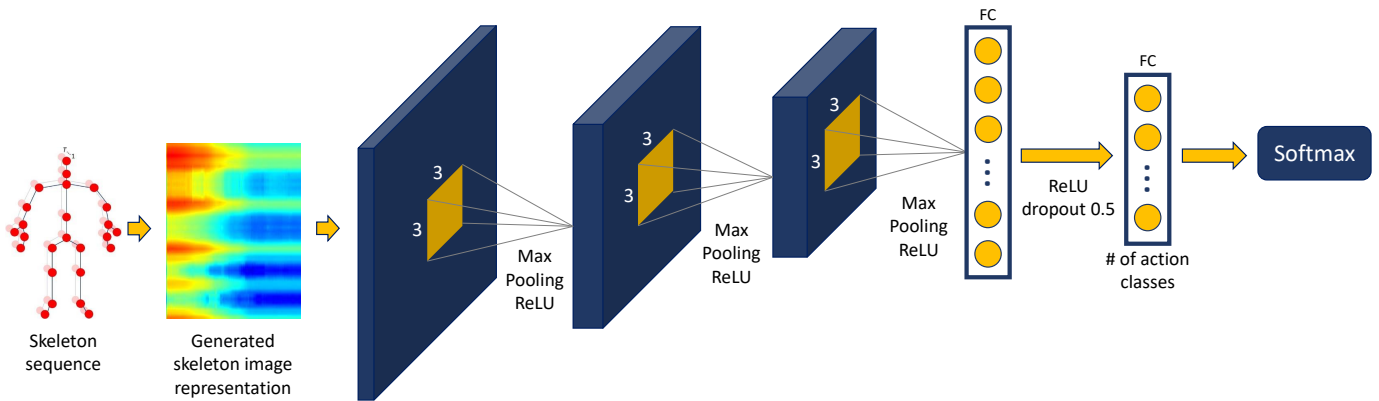 Skeleton
sequence
Generated
skeleton image
representation
3
3
Max
Pooling
ReLU
3
3
Max
Pooling
ReLU
3
3
Max
Pooling
ReLU
FC
ReLU
dropout 0.5
FC
# of action
classes
Softmax